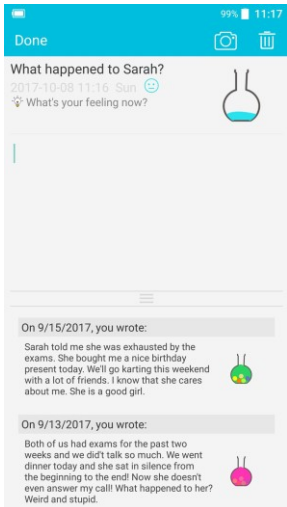 99% 11:17
Done
What happened to Sarah?
2017-10-08 11:16 Sun
What's your feeling now?
On 9/15/2017, you wrote:
Sarah told me she was exhausted by the
exams. She bought me a nice birthday
present today. We'll go karting this weekend
with a lot of friends. I know that she cares
about me. She is a good girl.
On 9/13/2017, you wrote:
Both of us had exams for the past two
weeks and we did't talk so much. We went
dinner today and she sat in silence from
the beginning to the end! Now she doesn't
even answer my call! What happened to her?
Weird and stupid.